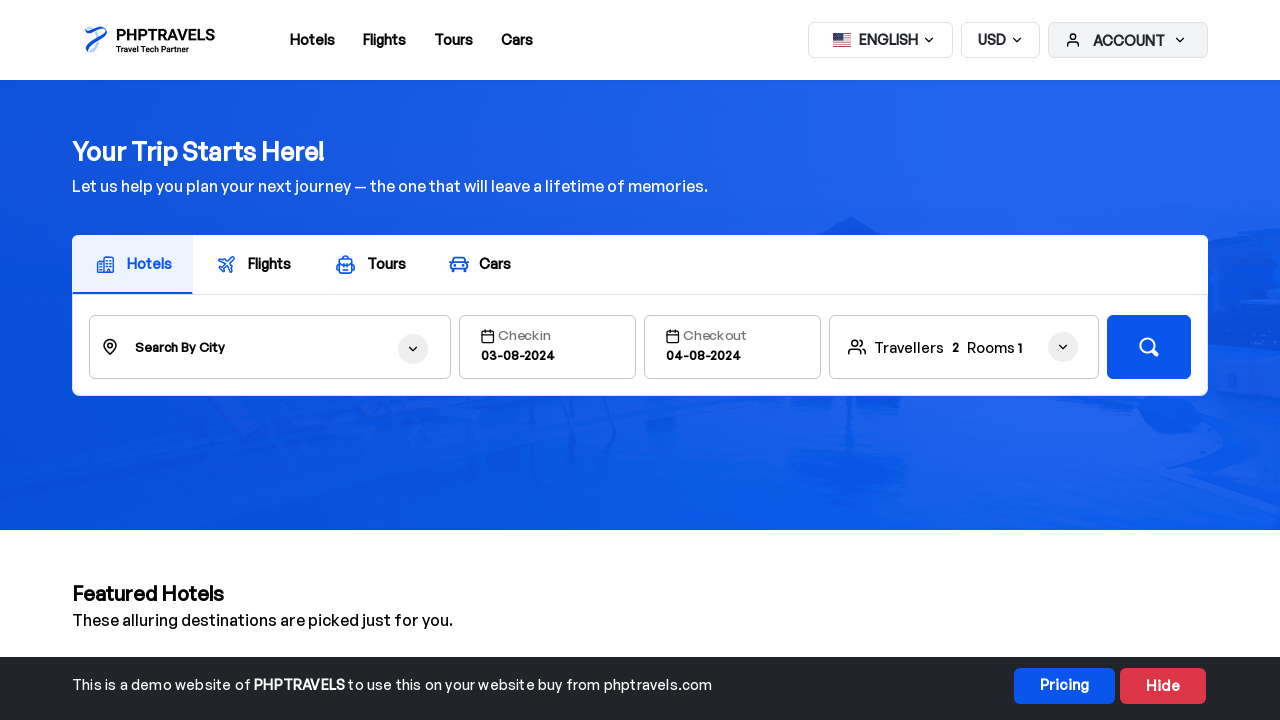 PHPTRAVELS
Travel Tech Partner
Hotels Flights Tours Cars
ENGLISH USD ACCOUNT
Your Trip Starts Here!
Let us help you plan your next journey — the one that will leave a lifetime of memories.
Hotels Flights Tours Cars
Search By City
Checkin
03-08-2024
Checkout
04-08-2024
Travellers 2 Rooms 1
Featured Hotels
These alluring destinations are picked just for you.
This is a demo website of PHPTRAVELS to use this on your website buy from phptravels.com
Pricing Hide